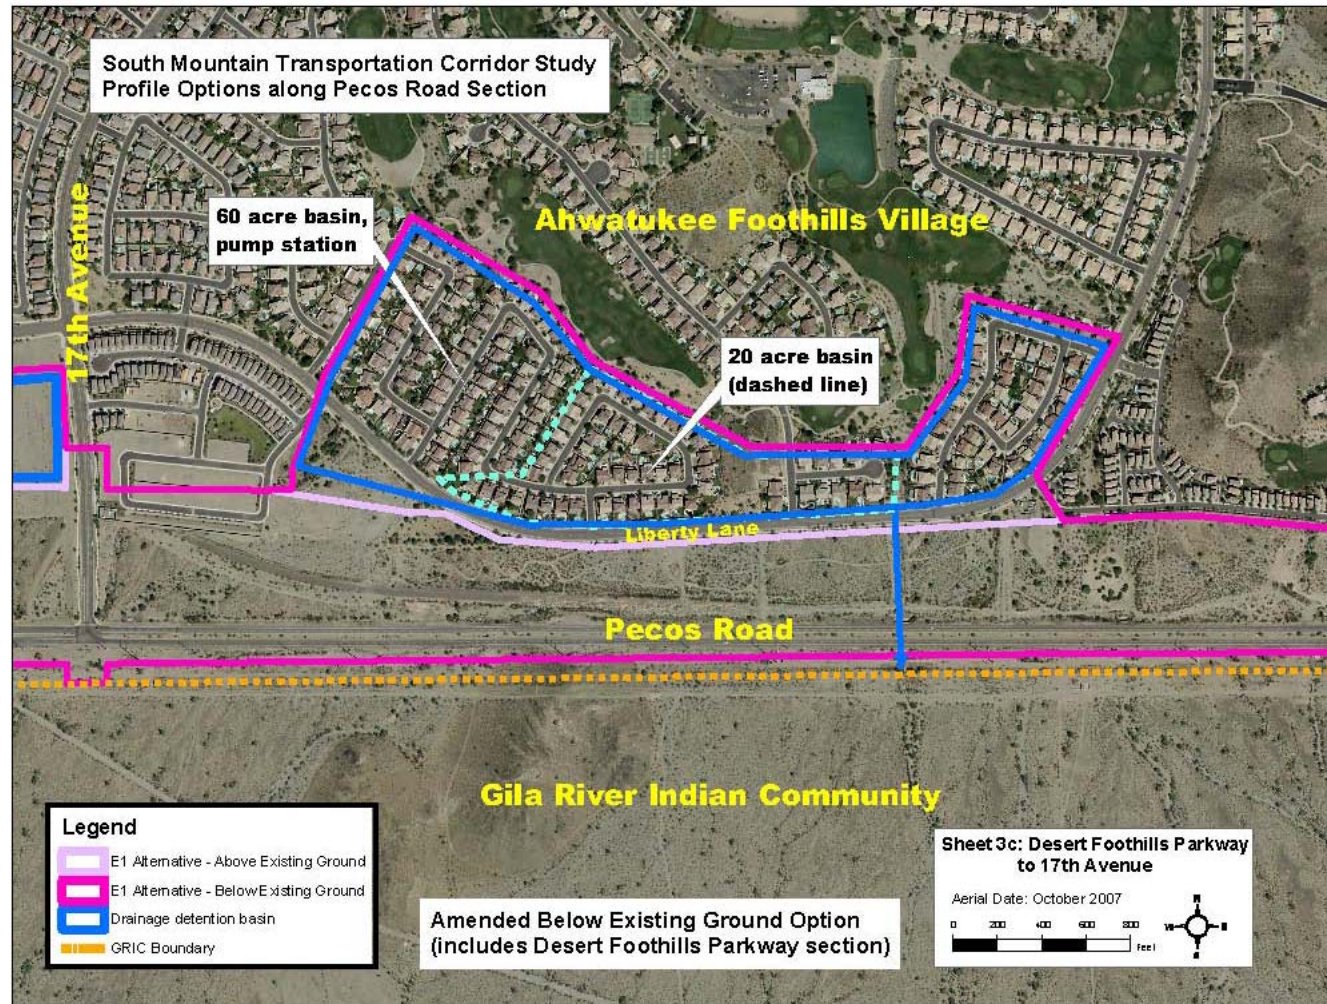 South Mountain Transportation Corridor Study
Profile Options along Pecos Road Section
17th Avenue
60 acre basin,
pump station
Ahwatukee Foothills Village
20 acre basin
(dashed line)
Liberty Lane
Pecos Road
Gila River Indian Community
Legend
E1 Alternative - Above Existing Ground
E1 Alternative - Below Existing Ground
Drainage detention basin
GRIC Boundary
Amended Below Existing Ground Option
(includes Desert Foothills Parkway section)
Sheet 3c: Desert Foothills Parkway
to 17th Avenue
Aerial Date: October 2007
0 200 400 600 800
Feet
N
W E
S